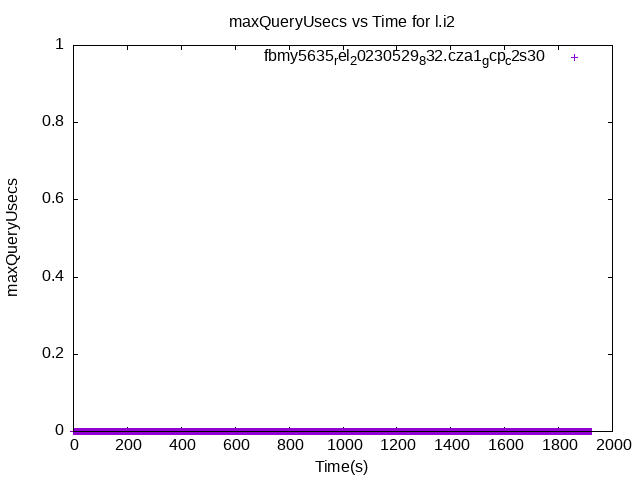 maxQueryUsecs vs Time for l.i2
fbmy5635rel20230529832.cza1gcpc2s30
maxQueryUsecs
1
0.8
0.6
0.4
0.2
0
0 200 400 600 800 1000 1200 1400 1600 1800 2000
Time(s)